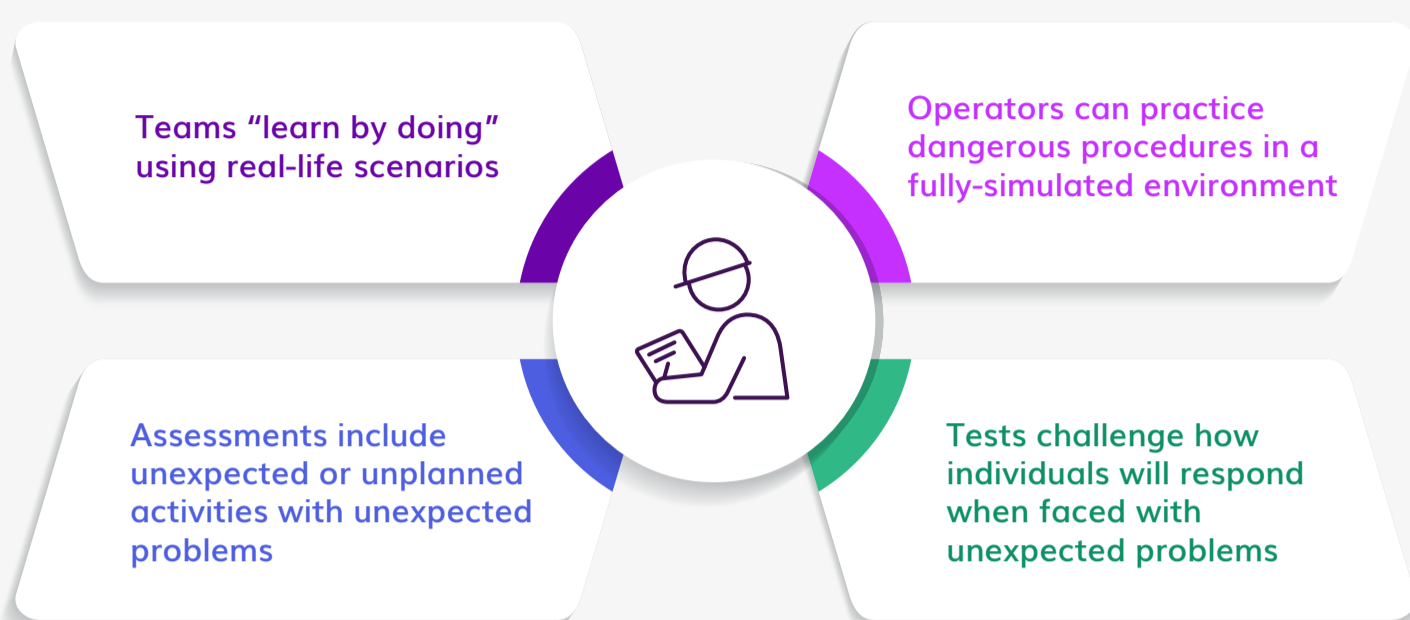 Teams “learn by doing”
using real-life scenarios
Operators can practice
dangerous procedures in a
fully-simulated environment
Assessments include
unexpected or unplanned
activities with unexpected
problems
Tests challenge how
individuals will respond
when faced with
unexpected problems